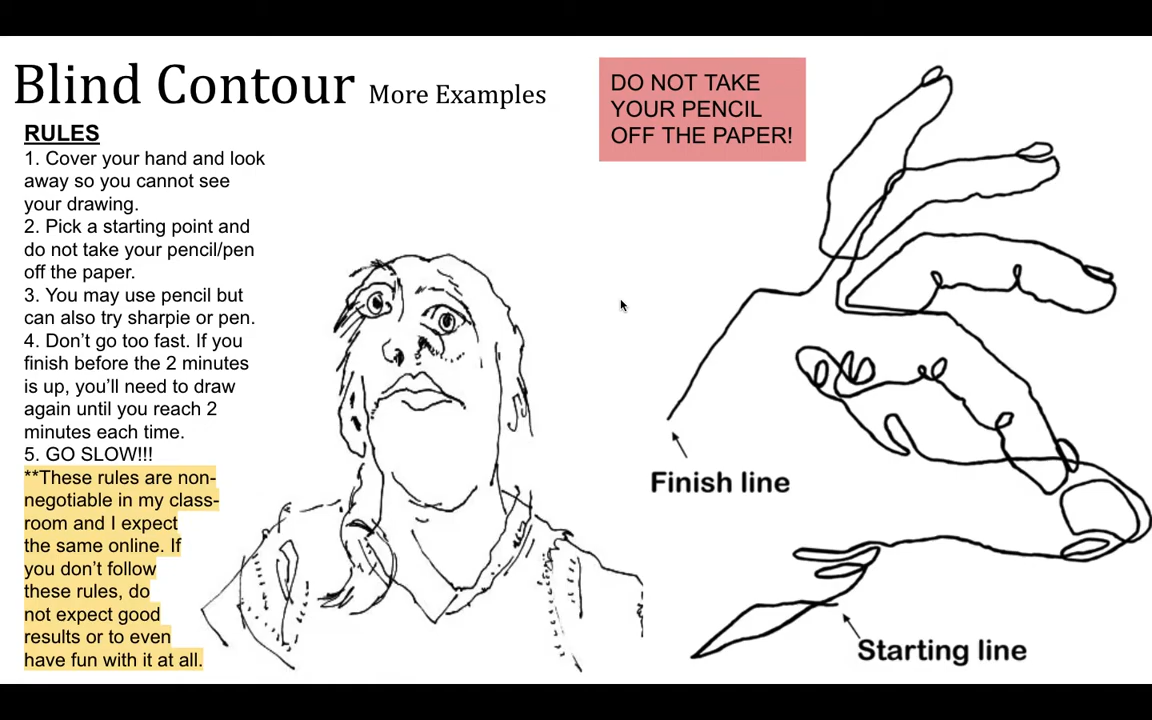 Blind Contour More Examples
RULES
1. Cover your hand and look
away so you cannot see
your drawing.
2. Pick a starting point and
do not take your pencil/pen
off the paper.
3. You may use pencil but
can also try sharpie or pen.
4. Don’t go too fast. If you
finish before the 2 minutes
is up, you’ll need to draw
again until you reach 2
minutes each time.
5. GO SLOW!!!
**These rules are non-
negotiable in my class-
room and I expect
the same online. If
you don’t follow
these rules, do
not expect good
results or to even
have fun with it at all.
DO NOT TAKE
YOUR PENCIL
OFF THE PAPER!
Finish line
Starting line